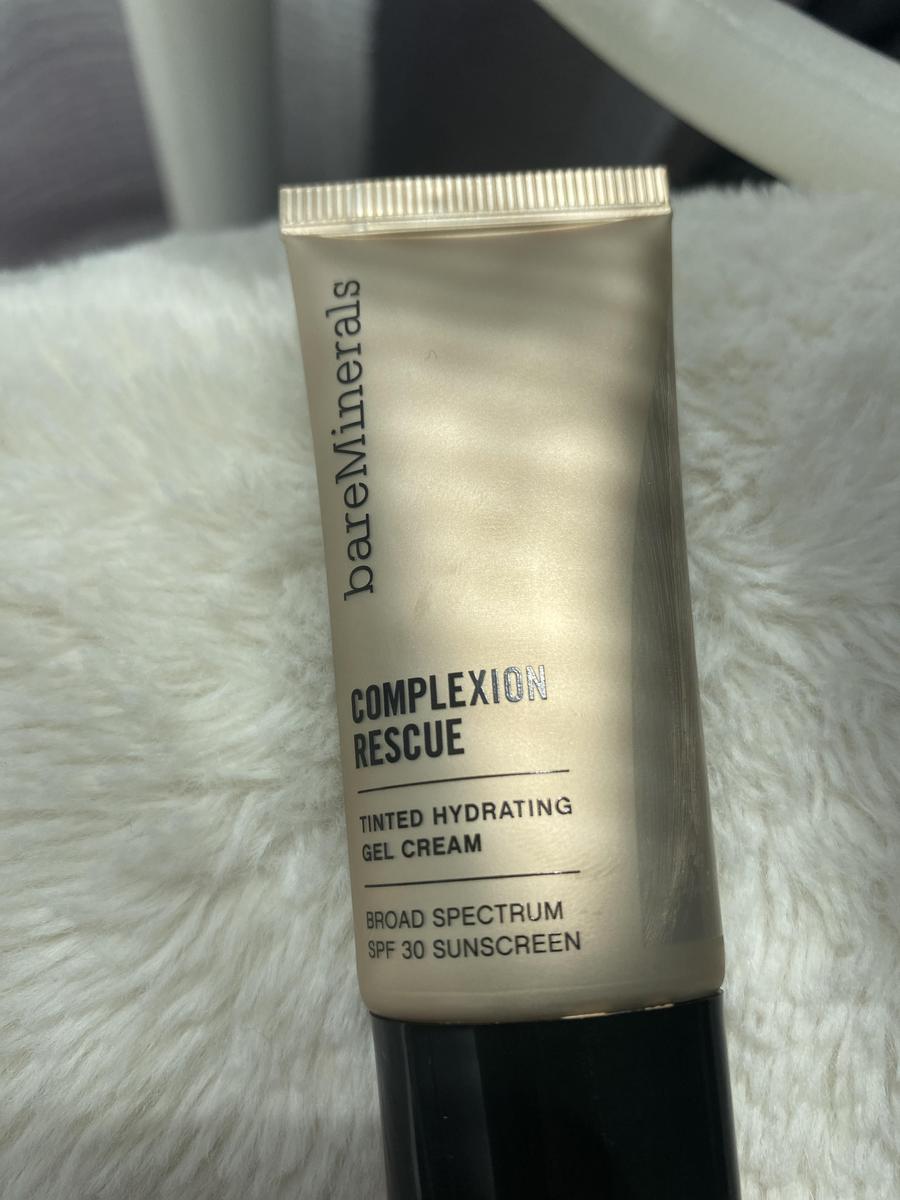 bareMinerals
COMPLEXION
RESCUE
TINTED HYDRATING
GEL CREAM
BROAD SPECTRUM
SPF 30 SUNSCREEN